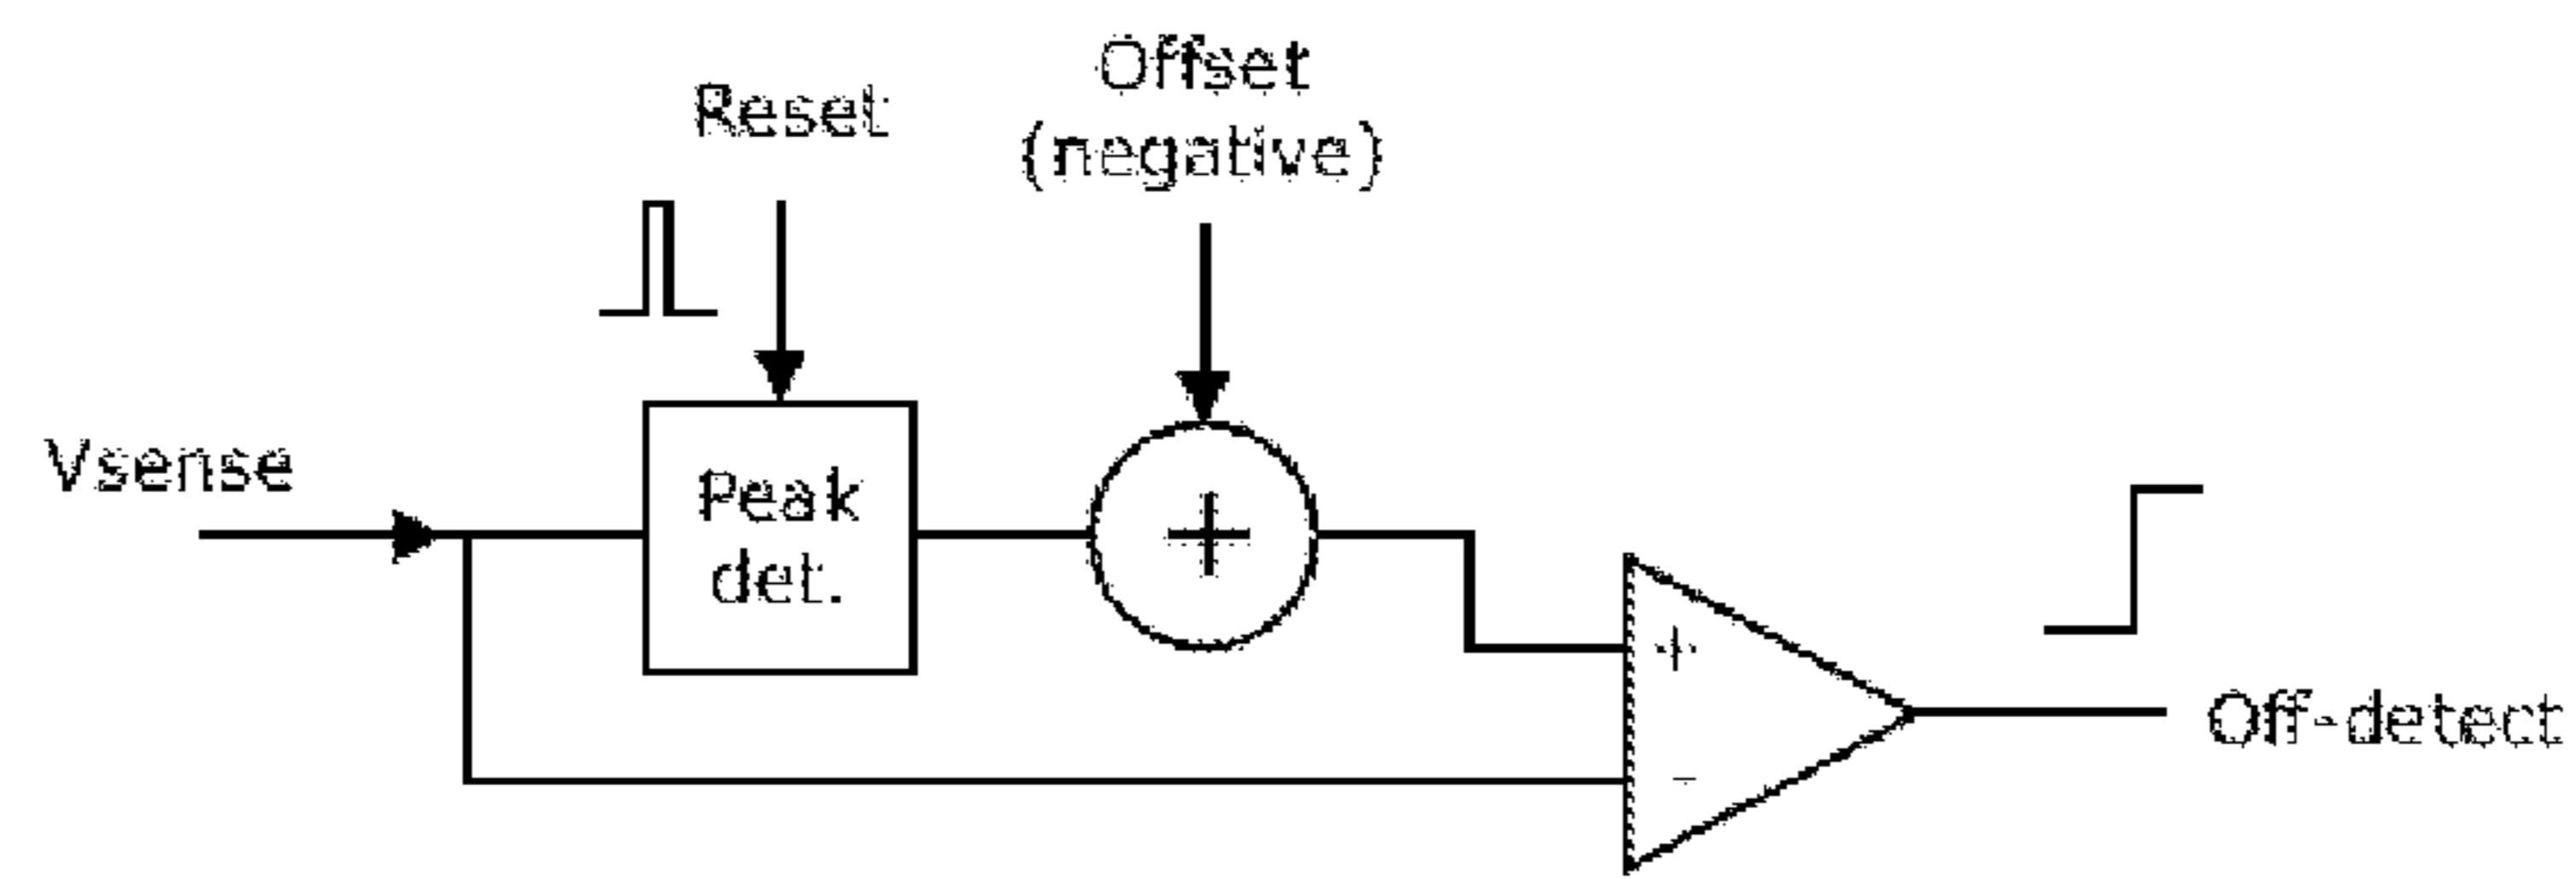 Offset
(negative)
Reset
Vsense
Peak
det.
+
+
-
Off-detect